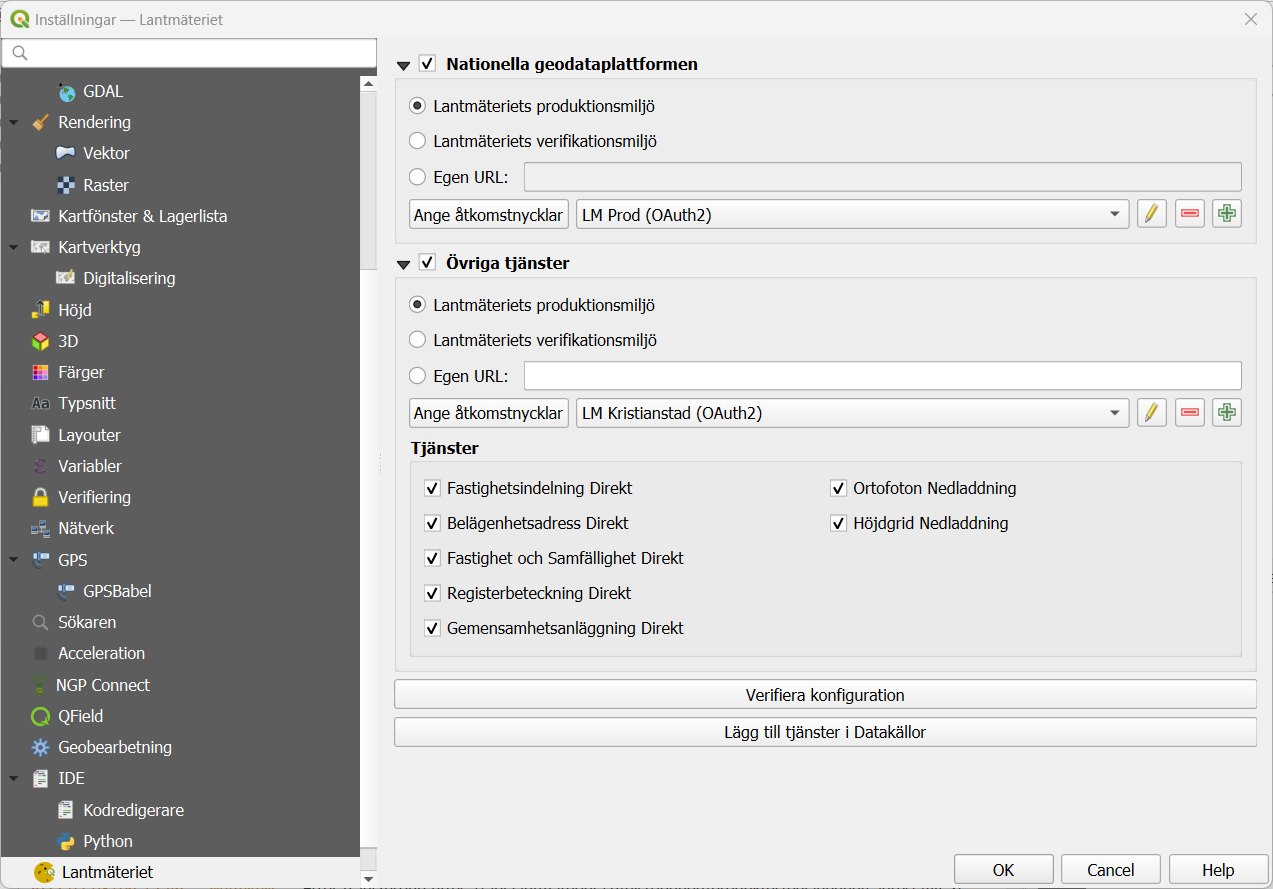 Inställningar — Lantmäteriet
GDAL
Rendering
Vektor
Raster
Kartfönster & Lagerlista
Kartverktyg
Digitalisering
Höjd
3D
Färger
Aa Typsnitt
Layouter
Variabler
Verifiering
Nätverk
GPS
GPSBabel
Sökaren
Acceleration
NGP Connect
QField
Geobearbetning
IDE
Kodredigerare
Python
Lantmäteriet
Nationella geodataplattformen
Lantmäteriets produktionsmiljö
Lantmäteriets verifikationsmiljö
Egen URL:
Ange åtkomstnycklar LM Prod (OAuth2)
Övriga tjänster
Lantmäteriets produktionsmiljö
Lantmäteriets verifikationsmiljö
Egen URL:
Ange åtkomstnycklar LM Kristianstad (OAuth2)
Tjänster
Fastighetsindelning Direkt
Belägenhetsadress Direkt
Fastighet och Samfällighet Direkt
Registerbeteckning Direkt
Gemensamhetsanläggning Direkt
Ortofoton Nedladdning
Höjdgrid Nedladdning
Verifiera konfiguration
Lägg till tjänster i Datakällor
OK Cancel Help